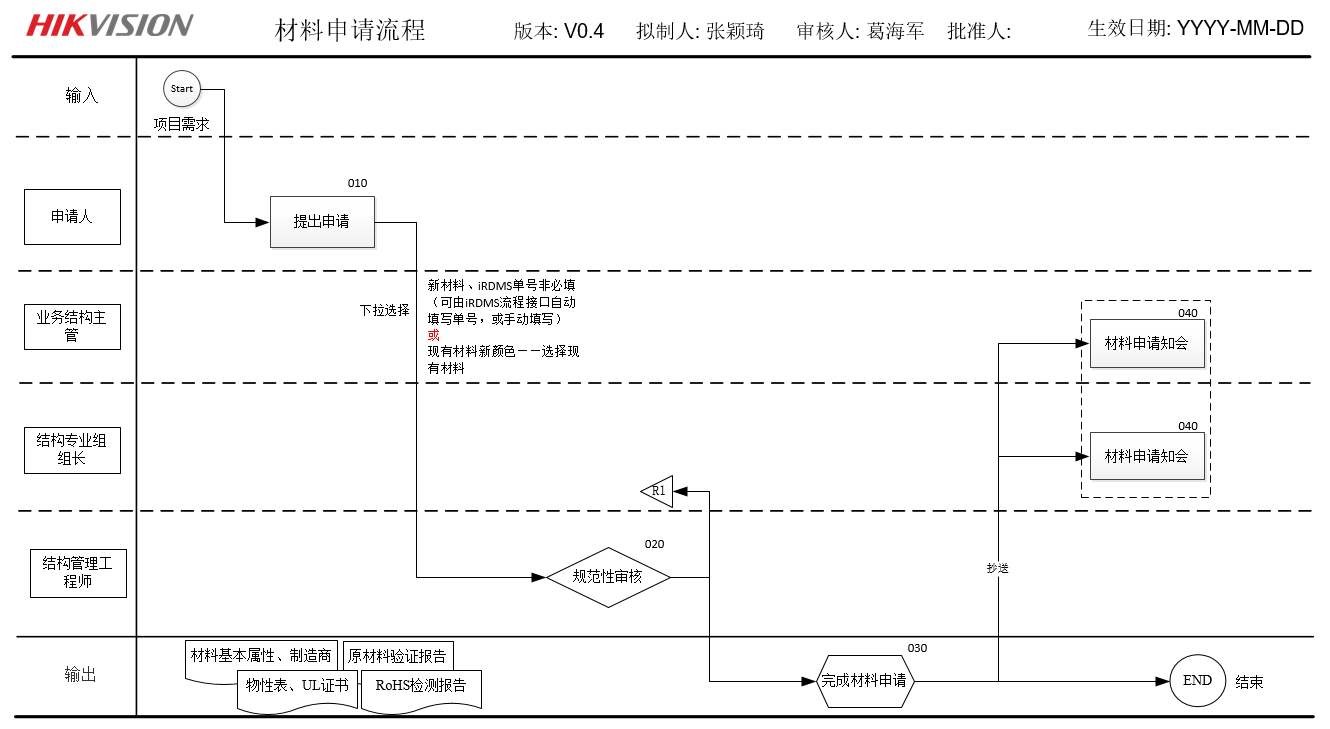 HIKVISION
材料申请流程
版本: V0.4
拟制人: 张颖琦
审核人: 葛海军
批准人:
生效日期: YYYY-MM-DD
输入
Start
项目需求
申请人
010
提出申请
业务结构主
管
下拉选择
新材料、iRDMS单号非必填
（可由iRDMS流程接口自动
填写单号，或手动填写）
或
现有材料新颜色－－选择现
有材料
040
材料申请知会
结构专业组
组长
040
材料申请知会
R1
结构管理工
程师
020
规范性审核
抄送
输出
材料基本属性、制造商
原材料验证报告
物性表、UL证书
RoHS检测报告
030
完成材料申请
END
结束